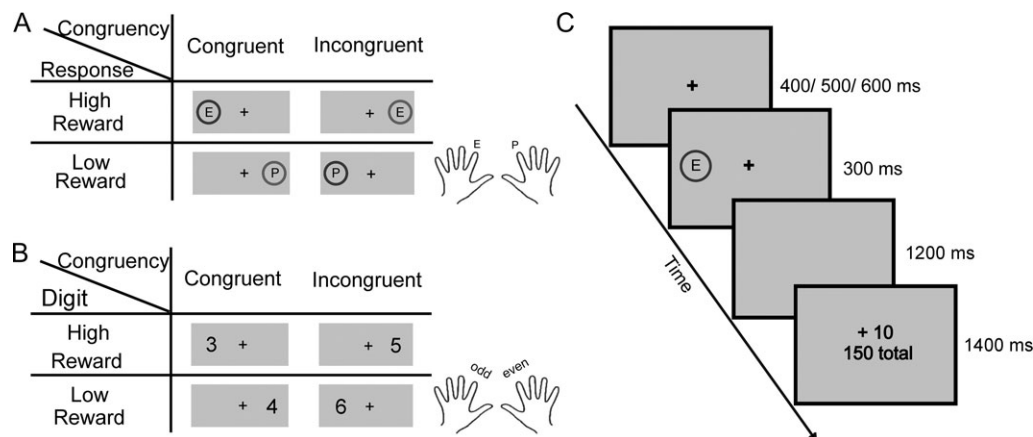 A
Congruency
Response
Congruent
Incongruent
High
Reward
E +
+ E
Low
Reward
+ P
P +
E P
B
Congruency
Digit
Congruent
Incongruent
High
Reward
3 +
+ 5
Low
Reward
+ 4
6 +
odd even
C
+
400/ 500/ 600 ms
E +
300 ms
1200 ms
+ 10
150 total
1400 ms
Time